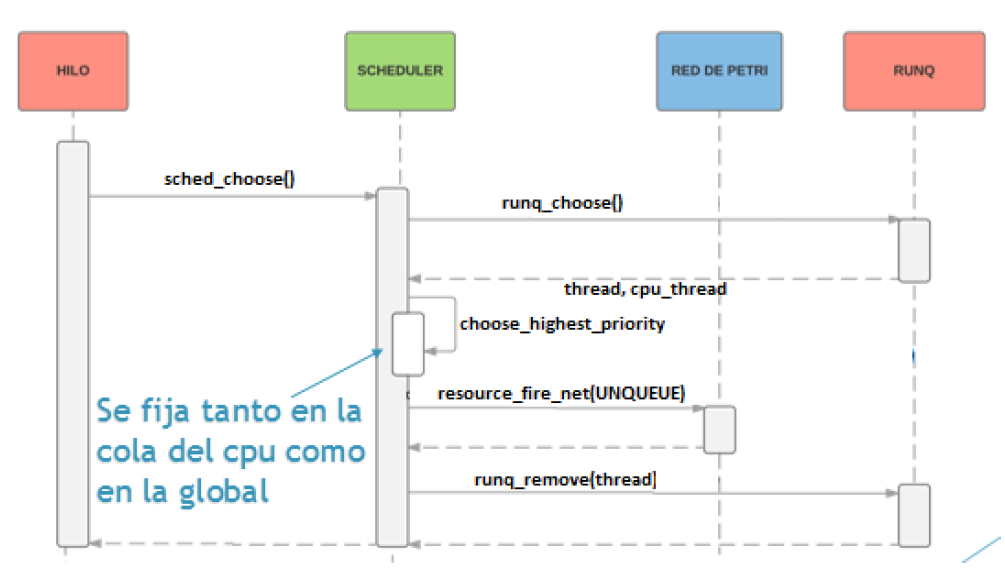 HILO
SCHEDULER
RED DE PETRI
RUNQ
sched_choose()
runq_choose()
thread, cpu_thread
choose_highest_priority
resource_fire_net(UNQUEUE)
Se fija tanto en la
cola del cpu como
en la global
runq_remove(thread)